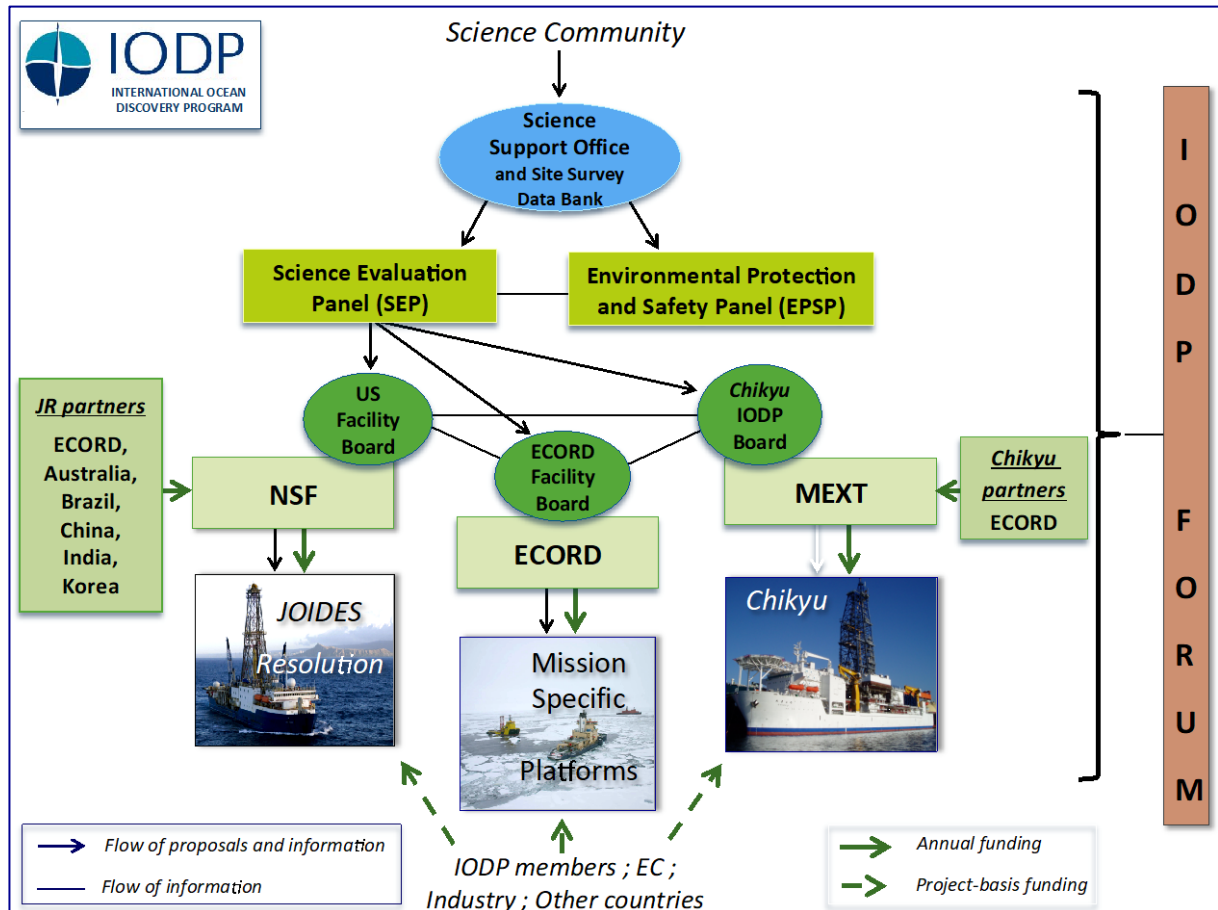 IODP
INTERNATIONAL OCEAN
DISCOVERY PROGRAM
Science Community
Science
Support Office
and Site Survey
Data Bank
Science Evaluation
Panel (SEP)
Environmental Protection
and Safety Panel (EPSP)
US
Facility
Board
ECORD
Facility
Board
Chikyu
IODP
Board
JR partners
ECORD,
Australia,
Brazil,
China,
India,
Korea
NSF
ECORD
MEXT
Chikyu
partners
ECORD
JOIDES
Resolution
Mission
Specific
Platforms
Chikyu
IODP members ; EC ;
Industry ; Other countries
Flow of proposals and information
Flow of information
Annual funding
Project-basis funding
I
O
D
P
F
O
R
U
M